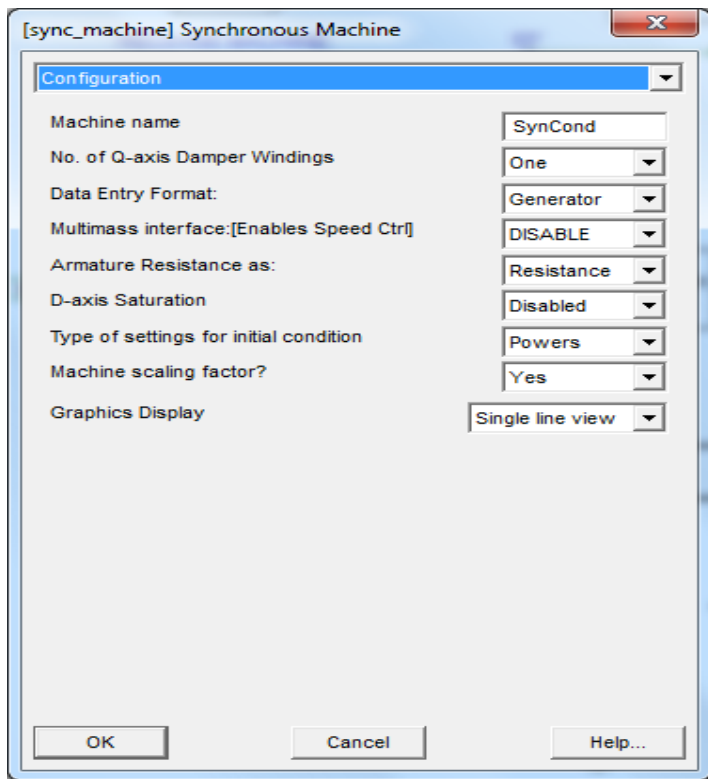 [sync_machine] Synchronous Machine
Configuration
Machine name SynCond
No. of Q-axis Damper Windings One
Data Entry Format: Generator
Multimass interface:[Enables Speed Ctrl] DISABLE
Armature Resistance as: Resistance
D-axis Saturation Disabled
Type of settings for initial condition Powers
Machine scaling factor? Yes
Graphics Display Single line view
OK Cancel Help...